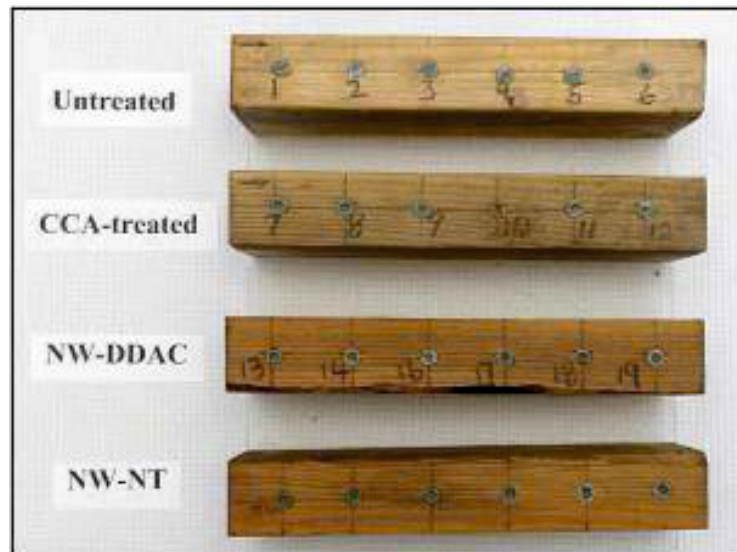 Untreated
1 2 3 4 5 6
CCA-treated
7 8 9 10 11 12
NW-DDAC
13 14 16 17 18 19
NW-NT